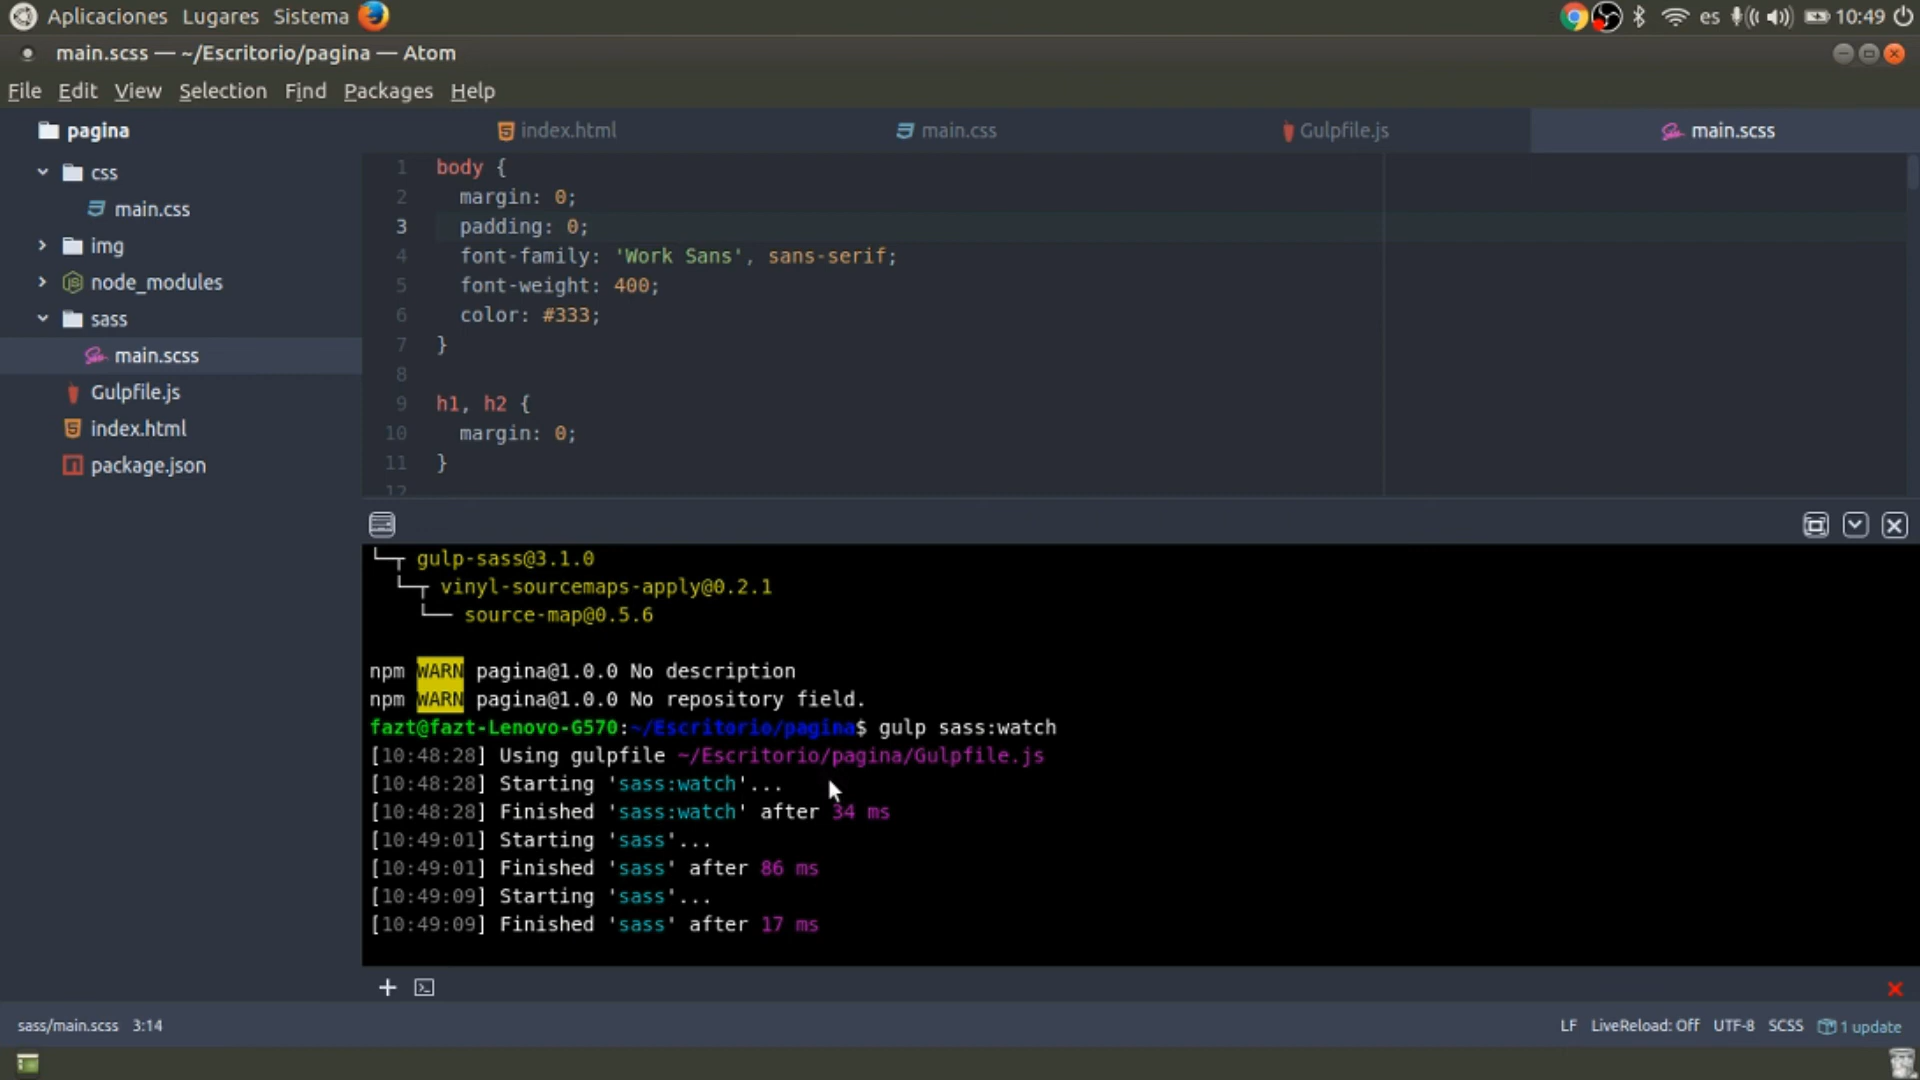 Aplicaciones Lugares Sistema es 10:49
main.scss — ~/Escritorio/pagina — Atom
File Edit View Selection Find Packages Help
pagina
css
main.css
img
node_modules
sass
main.scss
Gulpfile.js
index.html
package.json
index.html main.css Gulpfile.js main.scss
1 body {
2 margin: 0;
3 padding: 0;
4 font-family: 'Work Sans', sans-serif;
5 font-weight: 400;
6 color: #333;
7 }
8
9 h1, h2 {
10 margin: 0;
11 }
12
└─┬ gulp-sass@3.1.0
└─┬ vinyl-sourcemaps-apply@0.2.1
└── source-map@0.5.6
npm WARN pagina@1.0.0 No description
npm WARN pagina@1.0.0 No repository field.
fazt@fazt-Lenovo-G570:~/Escritorio/pagina$ gulp sass:watch
[10:48:28] Using gulpfile ~/Escritorio/pagina/Gulpfile.js
[10:48:28] Starting 'sass:watch'...
[10:48:28] Finished 'sass:watch' after 34 ms
[10:49:01] Starting 'sass'...
[10:49:01] Finished 'sass' after 86 ms
[10:49:09] Starting 'sass'...
[10:49:09] Finished 'sass' after 17 ms
sass/main.scss 3:14 LF LiveReload: Off UTF-8 SCSS 1 update